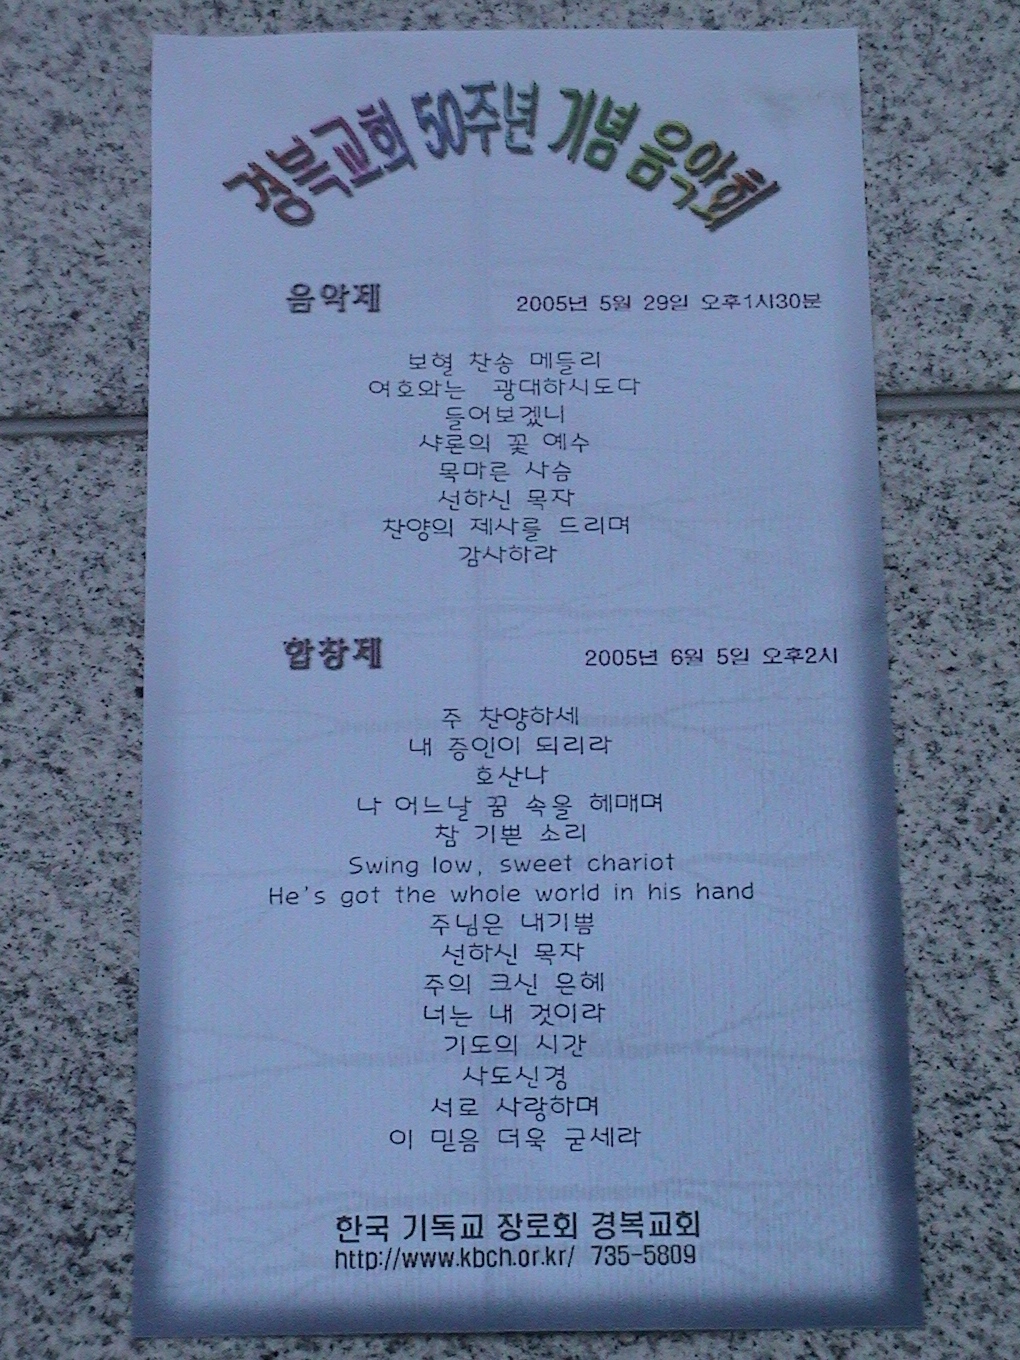 경복교회 50주년 기념 음악회
음악제 2005년 5월 29일 오후1시30분
보혈 찬송 메들리
여호와는 광대하시도다
들어보겠니
샤론의 꽃 예수
목마른 사슴
선하신 목자
찬양의 제사를 드리며
감사하라
합창제 2005년 6월 5일 오후2시
주 찬양하세
내 증인이 되리라
호산나
나 어느날 꿈 속을 헤매며
참 기쁜 소리
Swing low, sweet chariot
He's got the whole world in his hand
주님은 내기쁨
선하신 목자
주의 크신 은혜
너는 내 것이라
기도의 시간
사도신경
서로 사랑하며
이 믿음 더욱 굳세라
한국 기독교 장로회 경복교회
http://www.kbch.or.kr/ 735-5809